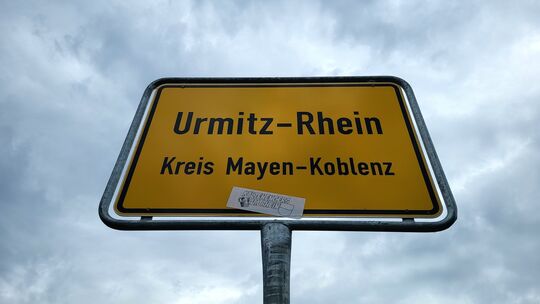 Urmitz-Rhein
Kreis Mayen-Koblenz